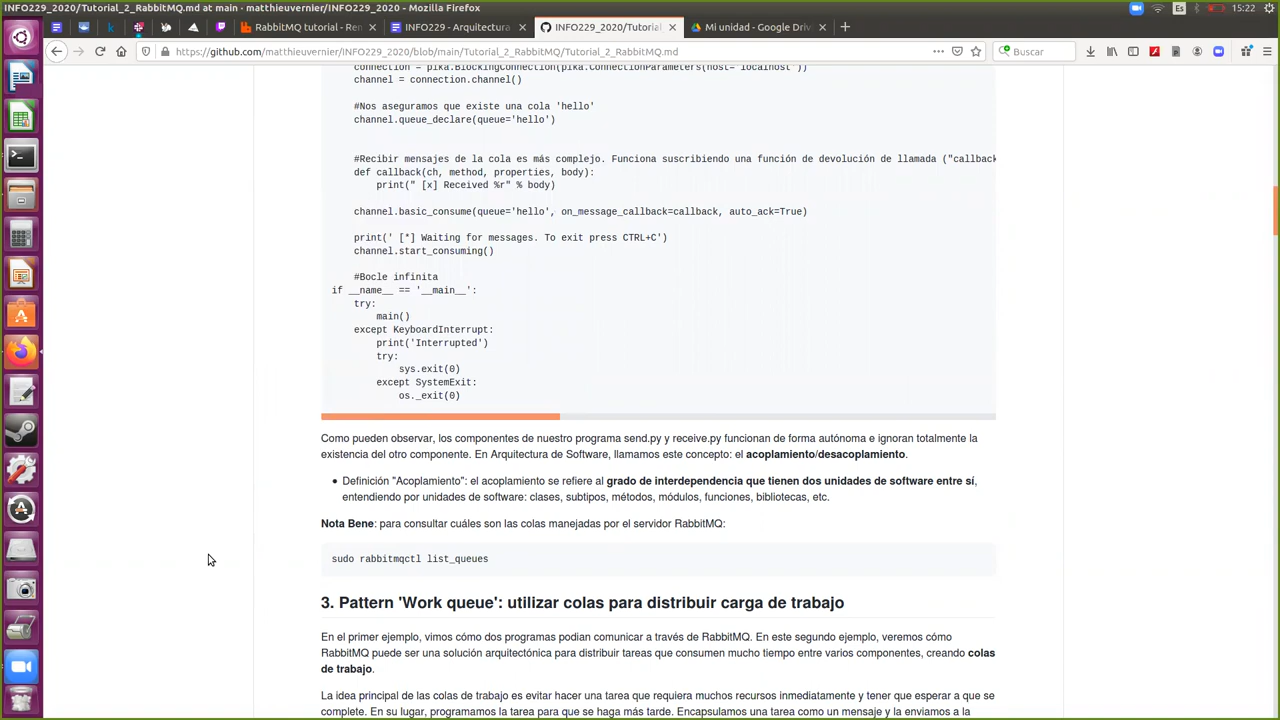 INFO229_2020/Tutorial_2_RabbitMQ.md at main · matthieuvernier/INFO229_2020 - Mozilla Firefox
Es
15:22
RabbitMQ tutorial - Rem
INFO229 - Arquitectura
INFO229_2020/Tutorial
Mi unidad - Google Driv
https://github.com/matthieuvernier/INFO229_2020/blob/main/Tutorial_2_RabbitMQ/Tutorial_2_RabbitMQ.md
Buscar
connection = pika.BlockingConnection(pika.ConnectionParameters(host='localhost'))
channel = connection.channel()
#Nos aseguramos que existe una cola 'hello'
channel.queue_declare(queue='hello')
#Recibir mensajes de la cola es más complejo. Funciona suscribiendo una función de devolución de llamada ("callback
def callback(ch, method, properties, body):
print(" [x] Received %r" % body)
channel.basic_consume(queue='hello', on_message_callback=callback, auto_ack=True)
print(' [*] Waiting for messages. To exit press CTRL+C')
channel.start_consuming()
#Bocle infinita
if __name__ == '__main__':
try:
main()
except KeyboardInterrupt:
print('Interrupted')
try:
sys.exit(0)
except SystemExit:
os._exit(0)
Como pueden observar, los componentes de nuestro programa send.py y receive.py funcionan de forma autónoma e ignoran totalmente la
existencia del otro componente. En Arquitectura de Software, llamamos este concepto: el acoplamiento/desacoplamiento.
• Definición "Acoplamiento": el acoplamiento se refiere al grado de interdependencia que tienen dos unidades de software entre sí,
entendiendo por unidades de software: clases, subtipos, métodos, módulos, funciones, bibliotecas, etc.
Nota Bene: para consultar cuáles son las colas manejadas por el servidor RabbitMQ:
sudo rabbitmqctl list_queues
3. Pattern 'Work queue': utilizar colas para distribuir carga de trabajo
En el primer ejemplo, vimos cómo dos programas podian comunicar a través de RabbitMQ. En este segundo ejemplo, veremos cómo
RabbitMQ puede ser una solución arquitectónica para distribuir tareas que consumen mucho tiempo entre varios componentes, creando colas
de trabajo.
La idea principal de las colas de trabajo es evitar hacer una tarea que requiera muchos recursos inmediatamente y tener que esperar a que se
complete. En su lugar, programamos la tarea para que se haga más tarde. Encapsulamos una tarea como un mensaje y la enviamos a la